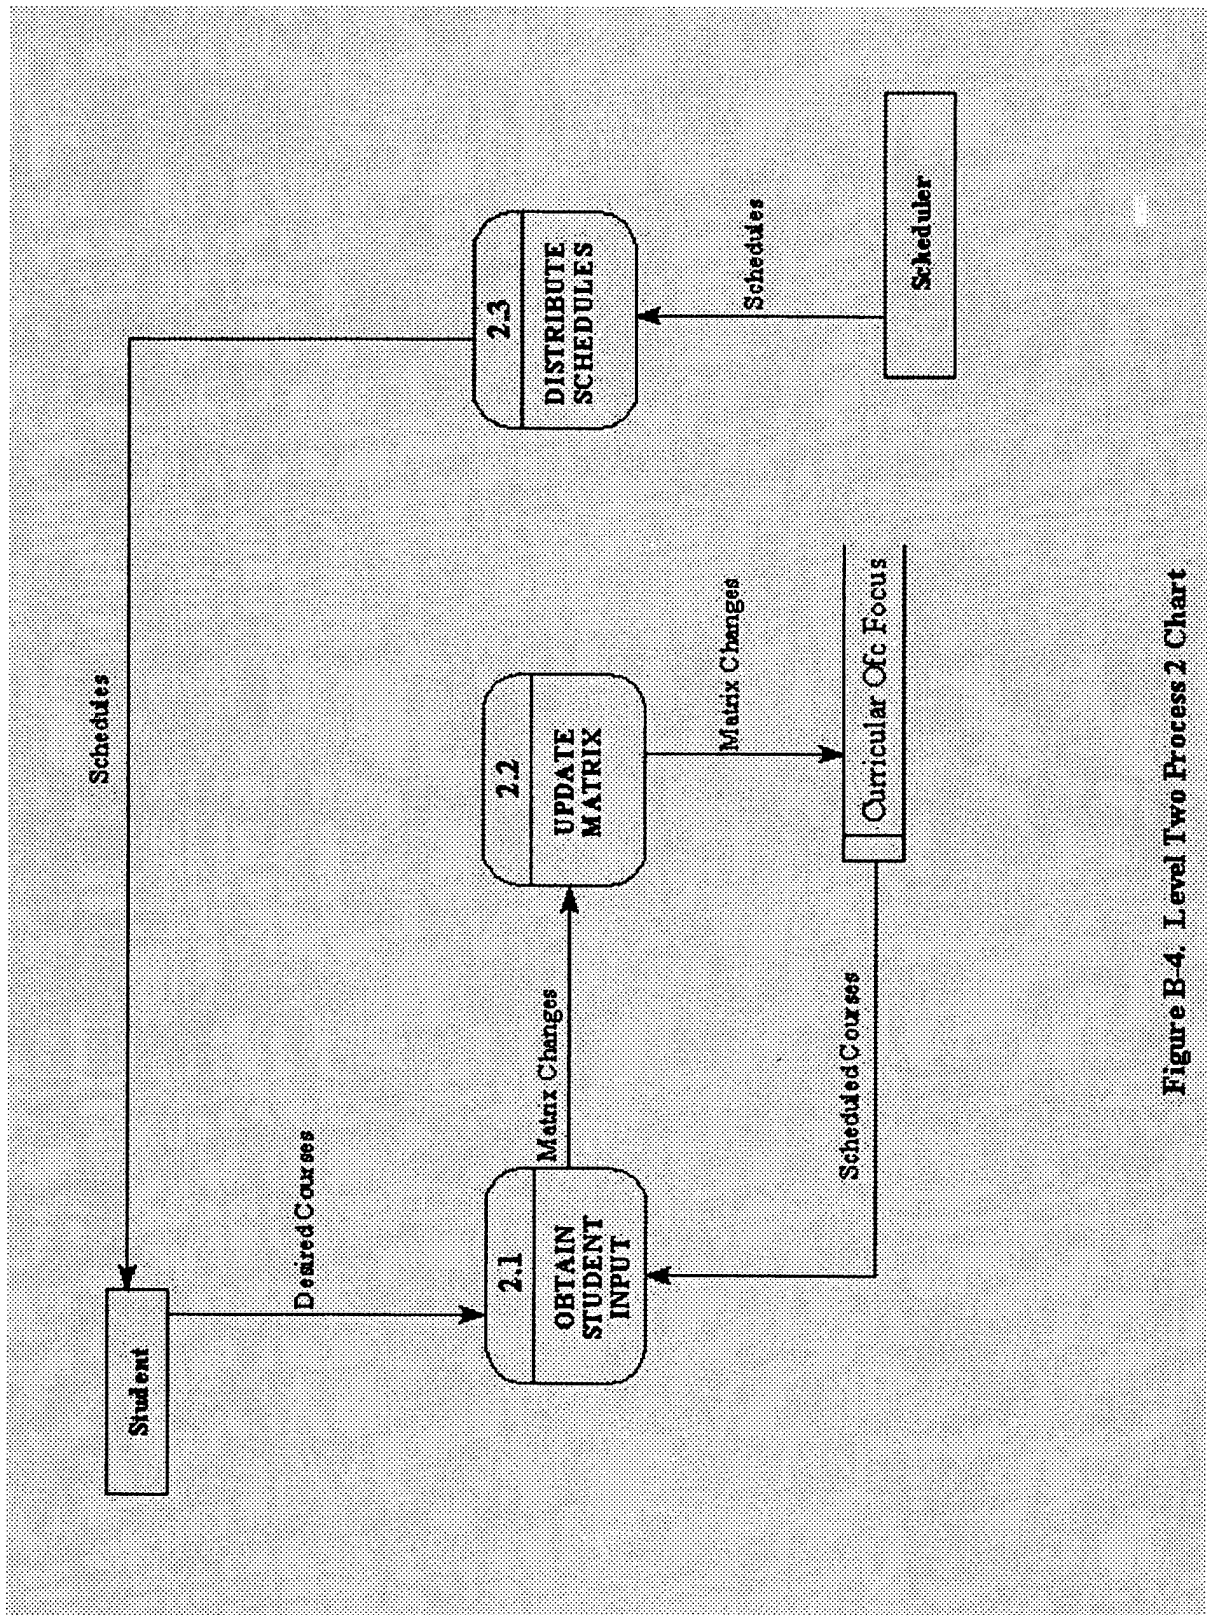 Schedules
Student
Desired Courses
2.1
OBTAIN
STUDENT
INPUT
Matrix Changes
2.2
UPDATE
MATRIX
2.3
DISTRIBUTE
SCHEDULES
Matrix Changes
Schedules
Scheduled Courses
Curricular Ofc Focus
Scheduler
Figure B-4. Level Two Process 2 Chart